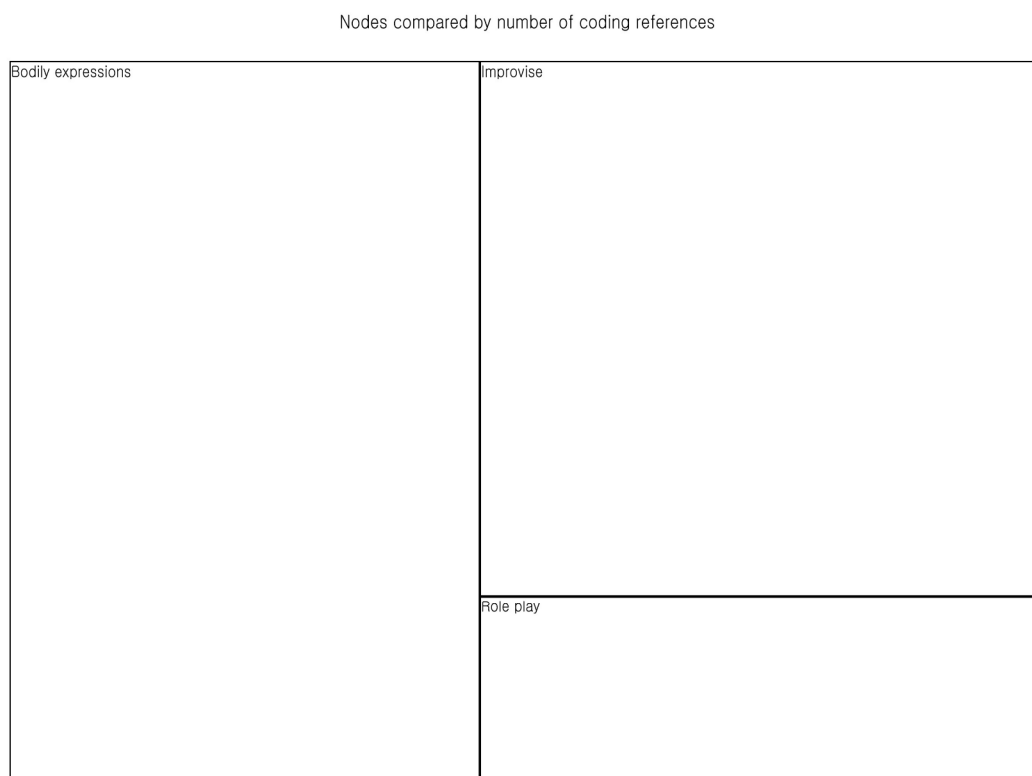 Nodes compared by number of coding references
Bodily expressions
Improvise
Role play